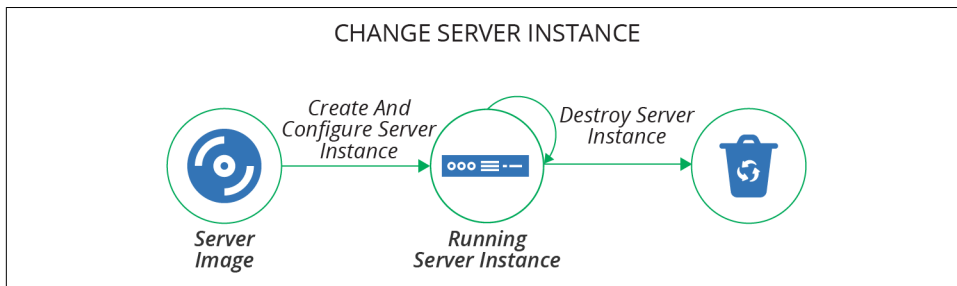 CHANGE SERVER INSTANCE
Create And
Configure Server
Instance
Destroy Server
Instance
Server
Image
Running
Server Instance